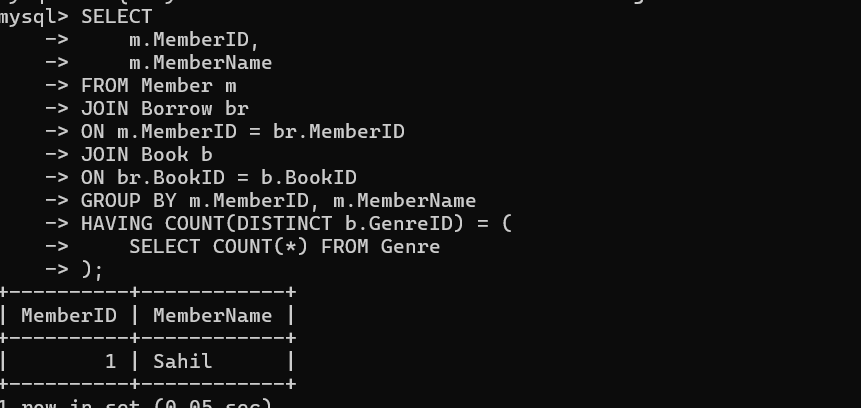 mysql> SELECT
    ->     m.MemberID,
    ->     m.MemberName
    -> FROM Member m
    -> JOIN Borrow br
    -> ON m.MemberID = br.MemberID
    -> JOIN Book b
    -> ON br.BookID = b.BookID
    -> GROUP BY m.MemberID, m.MemberName
    -> HAVING COUNT(DISTINCT b.GenreID) = (
    ->     SELECT COUNT(*) FROM Genre
    -> );
+----------+------------+
| MemberID | MemberName |
+----------+------------+
|        1 | Sahil      |
+----------+------------+
1 row in set (0.05 sec)